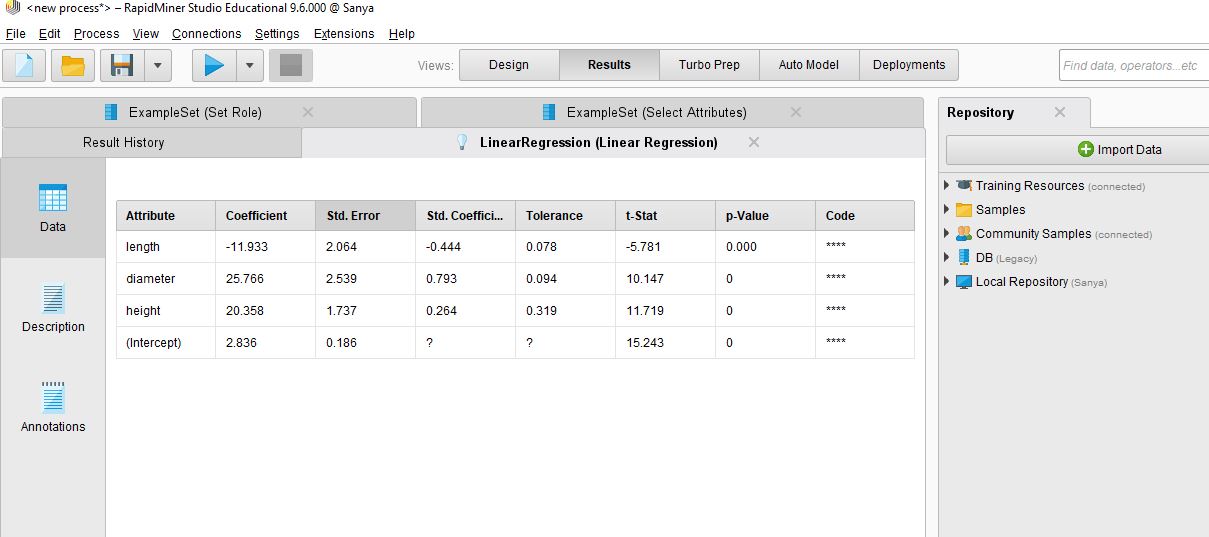 <new process*> – RapidMiner Studio Educational 9.6.000 @ Sanya
File Edit Process View Connections Settings Extensions Help
Views: Design Results Turbo Prep Auto Model Deployments Find data, operators...etc
ExampleSet (Set Role) ExampleSet (Select Attributes)
Result History LinearRegression (Linear Regression)
Data
Description
Annotations
Attribute Coefficient Std. Error Std. Coeffici... Tolerance t-Stat p-Value Code
length -11.933 2.064 -0.444 0.078 -5.781 0.000 ****
diameter 25.766 2.539 0.793 0.094 10.147 0 ****
height 20.358 1.737 0.264 0.319 11.719 0 ****
(Intercept) 2.836 0.186 ? ? 15.243 0 ****
Repository
Import Data
Training Resources (connected)
Samples
Community Samples (connected)
DB (Legacy)
Local Repository (Sanya)